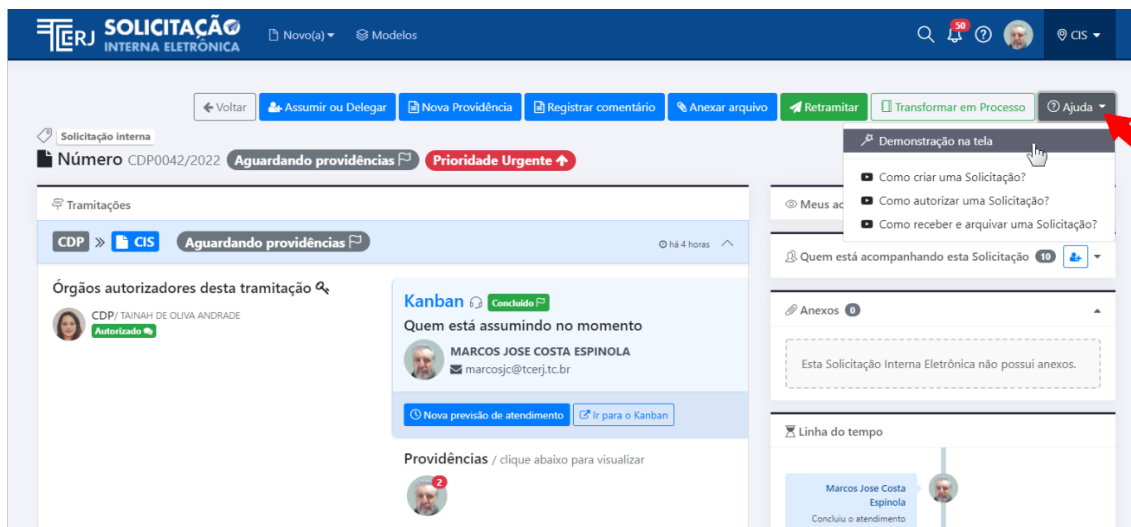 TCERJ SOLICITAÇÃO
INTERNA ELETRÔNICA
Novo(a)
Modelos
50
CIS
Voltar
Assumir ou Delegar
Nova Providência
Registrar comentário
Anexar arquivo
Retramitar
Transformar em Processo
Ajuda
Demonstração na tela
Como criar uma Solicitação?
Como autorizar uma Solicitação?
Como receber e arquivar uma Solicitação?
Solicitação interna
Número CDP0042/2022 Aguardando providências Prioridade Urgente
Tramitações
CDP » CIS Aguardando providências
há 4 horas
Órgãos autorizadores desta tramitação
CDP/ TAINAH DE OLIVA ANDRADE
Autorizado
Kanban Concluído
Quem está assumindo no momento
MARCOS JOSE COSTA ESPINOLA
marcosjc@tcerj.tc.br
Nova previsão de atendimento
Ir para o Kanban
Providências / clique abaixo para visualizar
2
Meus
Quem está acompanhando esta Solicitação 10
Anexos 0
Esta Solicitação Interna Eletrônica não possui anexos.
Linha do tempo
Marcos Jose Costa
Espinola
Concluiu o atendimento